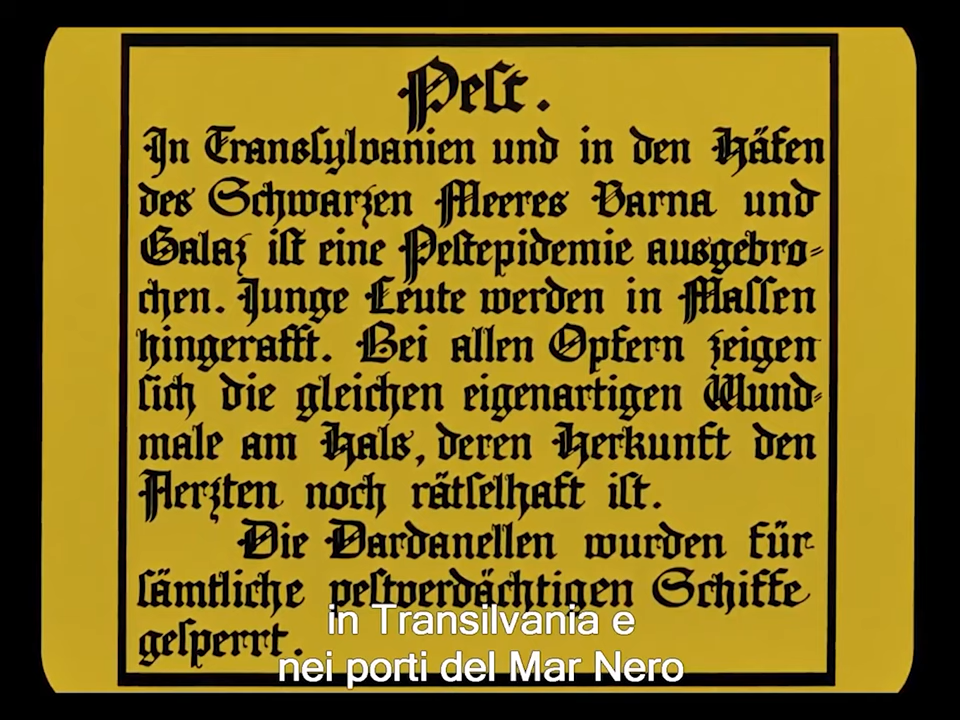 Pest.
In Transsylvanien und in den Häfen
des Schwarzen Meeres Varna und
Galaz ist eine Pestepidemie ausgebro-
chen. Junge Leute werden in Massen
hingerafft. Bei allen Opfern zeigen
sich die gleichen eigenartigen Wund-
male am Hals, deren Herkunft den
Aerzten noch rätselhaft ist.
Die Dardanellen wurden für
sämtliche pestverdächtigen Schiffe
gesperrt.
in Transilvania e
nei porti del Mar Nero